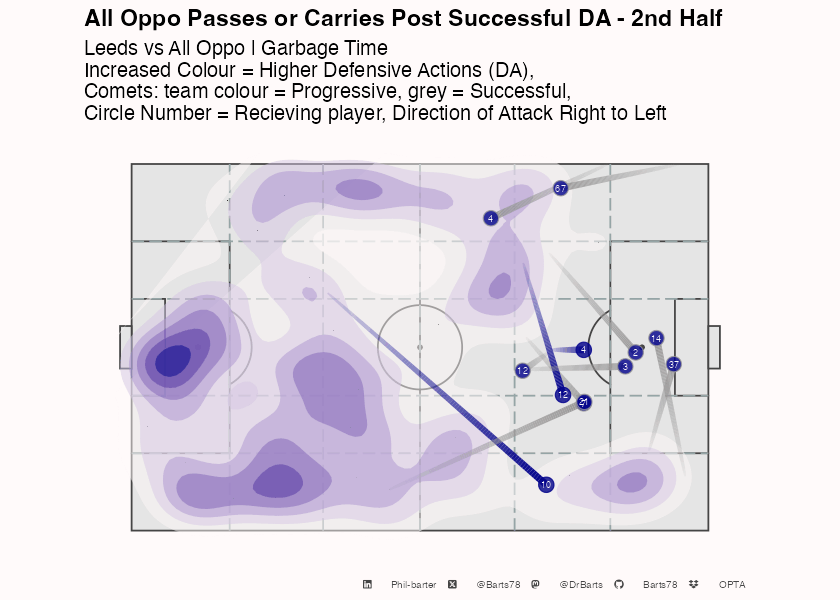 All Oppo Passes or Carries Post Successful DA - 2nd Half
Leeds vs All Oppo | Garbage Time
Increased Colour = Higher Defensive Actions (DA),
Comets: team colour = Progressive, grey = Successful,
Circle Number = Recieving player, Direction of Attack Right to Left
67
4
14
4
2
37
3
12
12
10
Phil-barter @Barts78 @DrBarts Barts78 OPTA